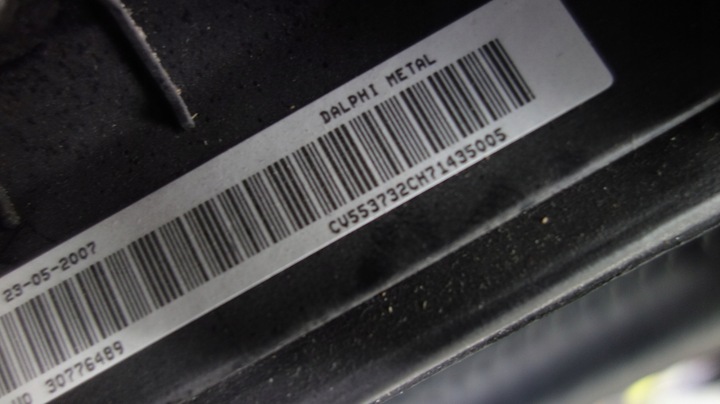 DALPHI METAL
23-05-2007
CV553732CH71435005
30776489